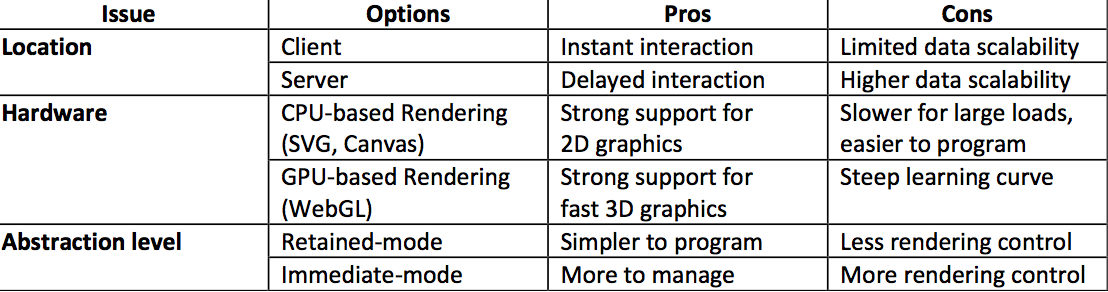 Issue Options Pros Cons
Location Client Instant interaction Limited data scalability
Server Delayed interaction Higher data scalability
Hardware CPU-based Rendering Strong support for Slower for large loads,
(SVG, Canvas) 2D graphics easier to program
GPU-based Rendering Strong support for Steep learning curve
(WebGL) fast 3D graphics
Abstraction level Retained-mode Simpler to program Less rendering control
Immediate-mode More to manage More rendering control